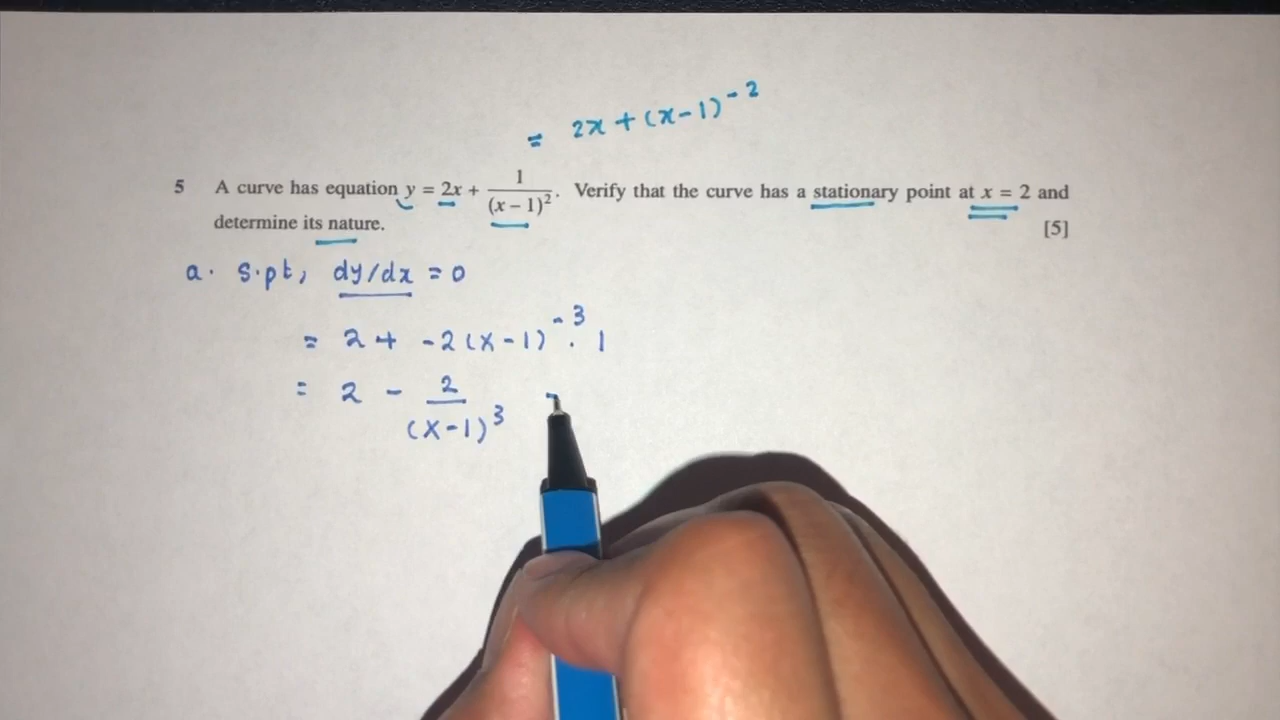 = 2x + (x-1)⁻²
5 A curve has equation y = 2x + 1/(x – 1)². Verify that the curve has a stationary point at x = 2 and
determine its nature. [5]
a. s.pt, dy/dx = 0
= 2 + -2(x-1)⁻³ . 1
= 2 - 2/(x-1)³